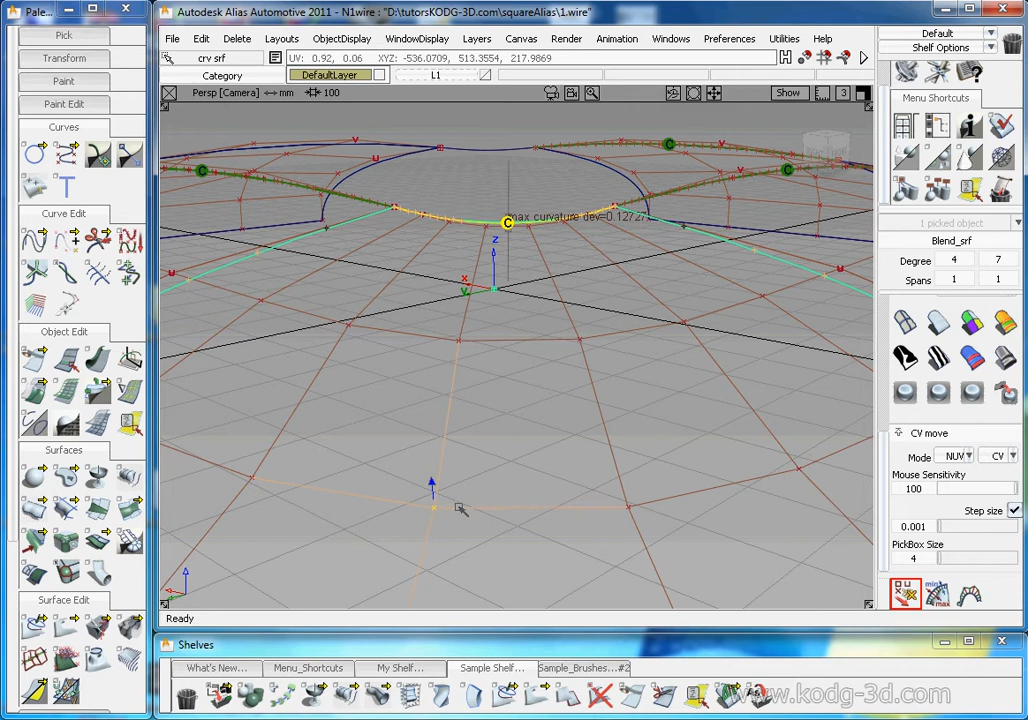 Pale...
Autodesk Alias Automotive 2011 - N1wire : "D:\tutorsKODG-3D.com\squareAlias\1.wire"
Pick
Transform
Paint
Paint Edit
Curves
Curve Edit
Object Edit
Surfaces
Surface Edit
File Edit Delete Layouts ObjectDisplay WindowDisplay Layers Canvas Render Animation Windows Preferences Utilities Help
crv srf UV: 0.92, 0.06 XYZ: -536.0709, 513.3554, 217.9869
Category DefaultLayer L1
Persp [Camera] mm 100 Show 3
v
C
u
C
v
C
C max curvature dev=0.1272
z
x
y
u
u
Ready
Default
Shelf Options
Menu Shortcuts
1 picked object
Blend_srf
Degree 4 7
Spans 1 1
CV move
Mode NUV CV
Mouse Sensitivity
100
Step size
0.001
PickBox Size
4
min
max
Shelves
What's New... Menu_Shortcuts My Shelf... Sample Shelf... Sample_Brushes...#2
www.kodg-3d.com